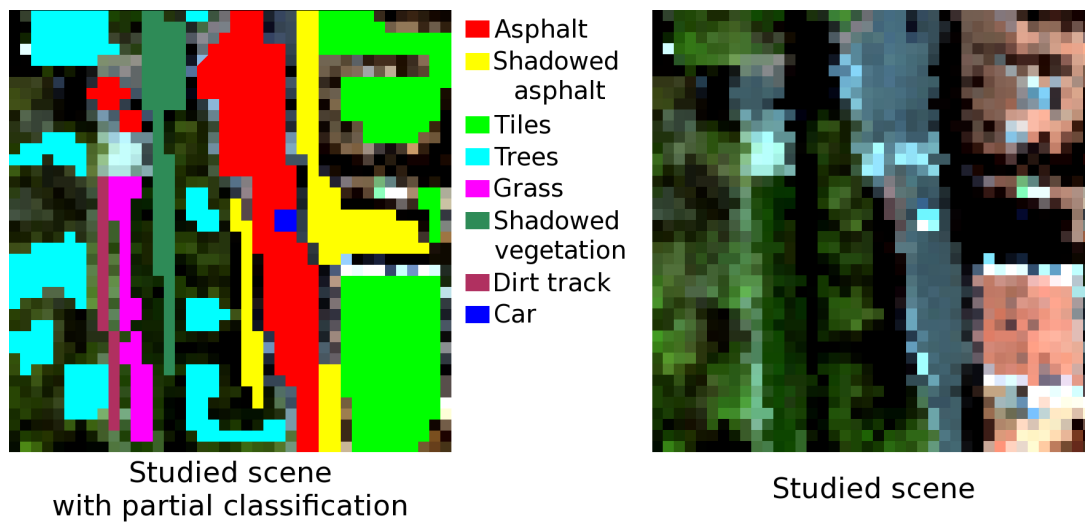 Asphalt
Shadowed
asphalt
Tiles
Trees
Grass
Shadowed
vegetation
Dirt track
Car
Studied scene
with partial classification
Studied scene